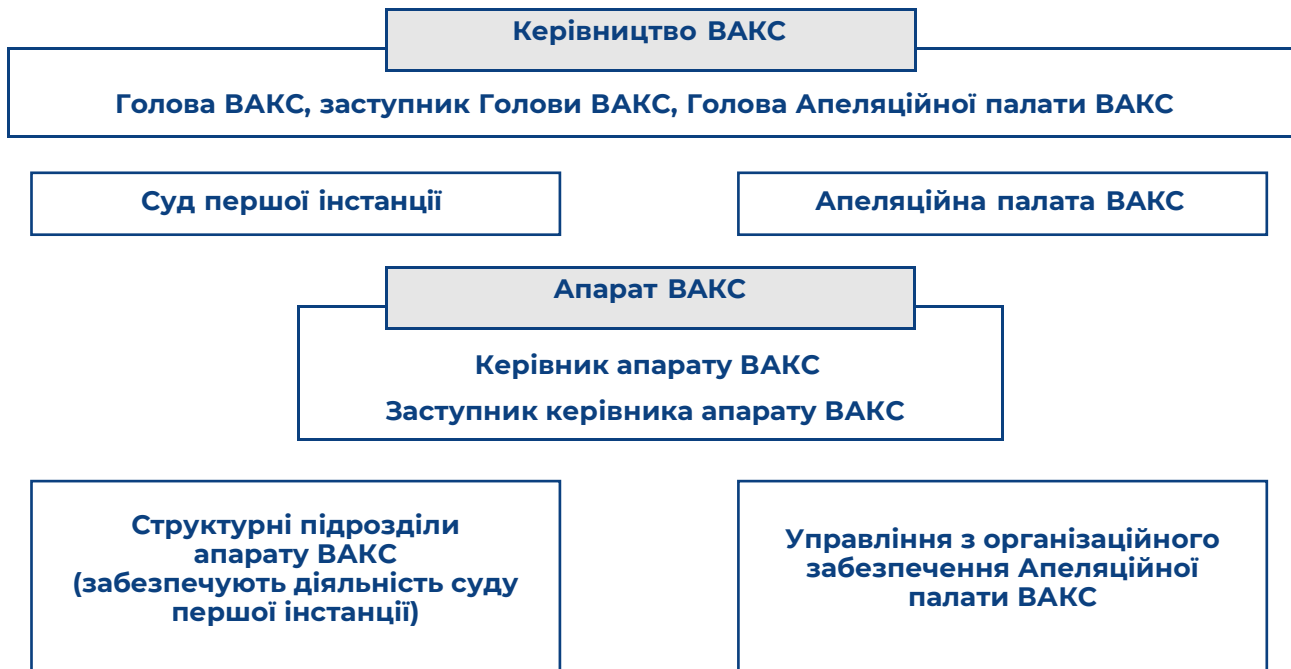 Керівництво ВАКС
Голова ВАКС, заступник Голови ВАКС, Голова Апеляційної палати ВАКС
Суд першої інстанції
Апеляційна палата ВАКС
Апарат ВАКС
Керівник апарату ВАКС
Заступник керівника апарату ВАКС
Структурні підрозділи
апарату ВАКС
(забезпечують діяльність суду
першої інстанції)
Управління з організаційного
забезпечення Апеляційної
палати ВАКС